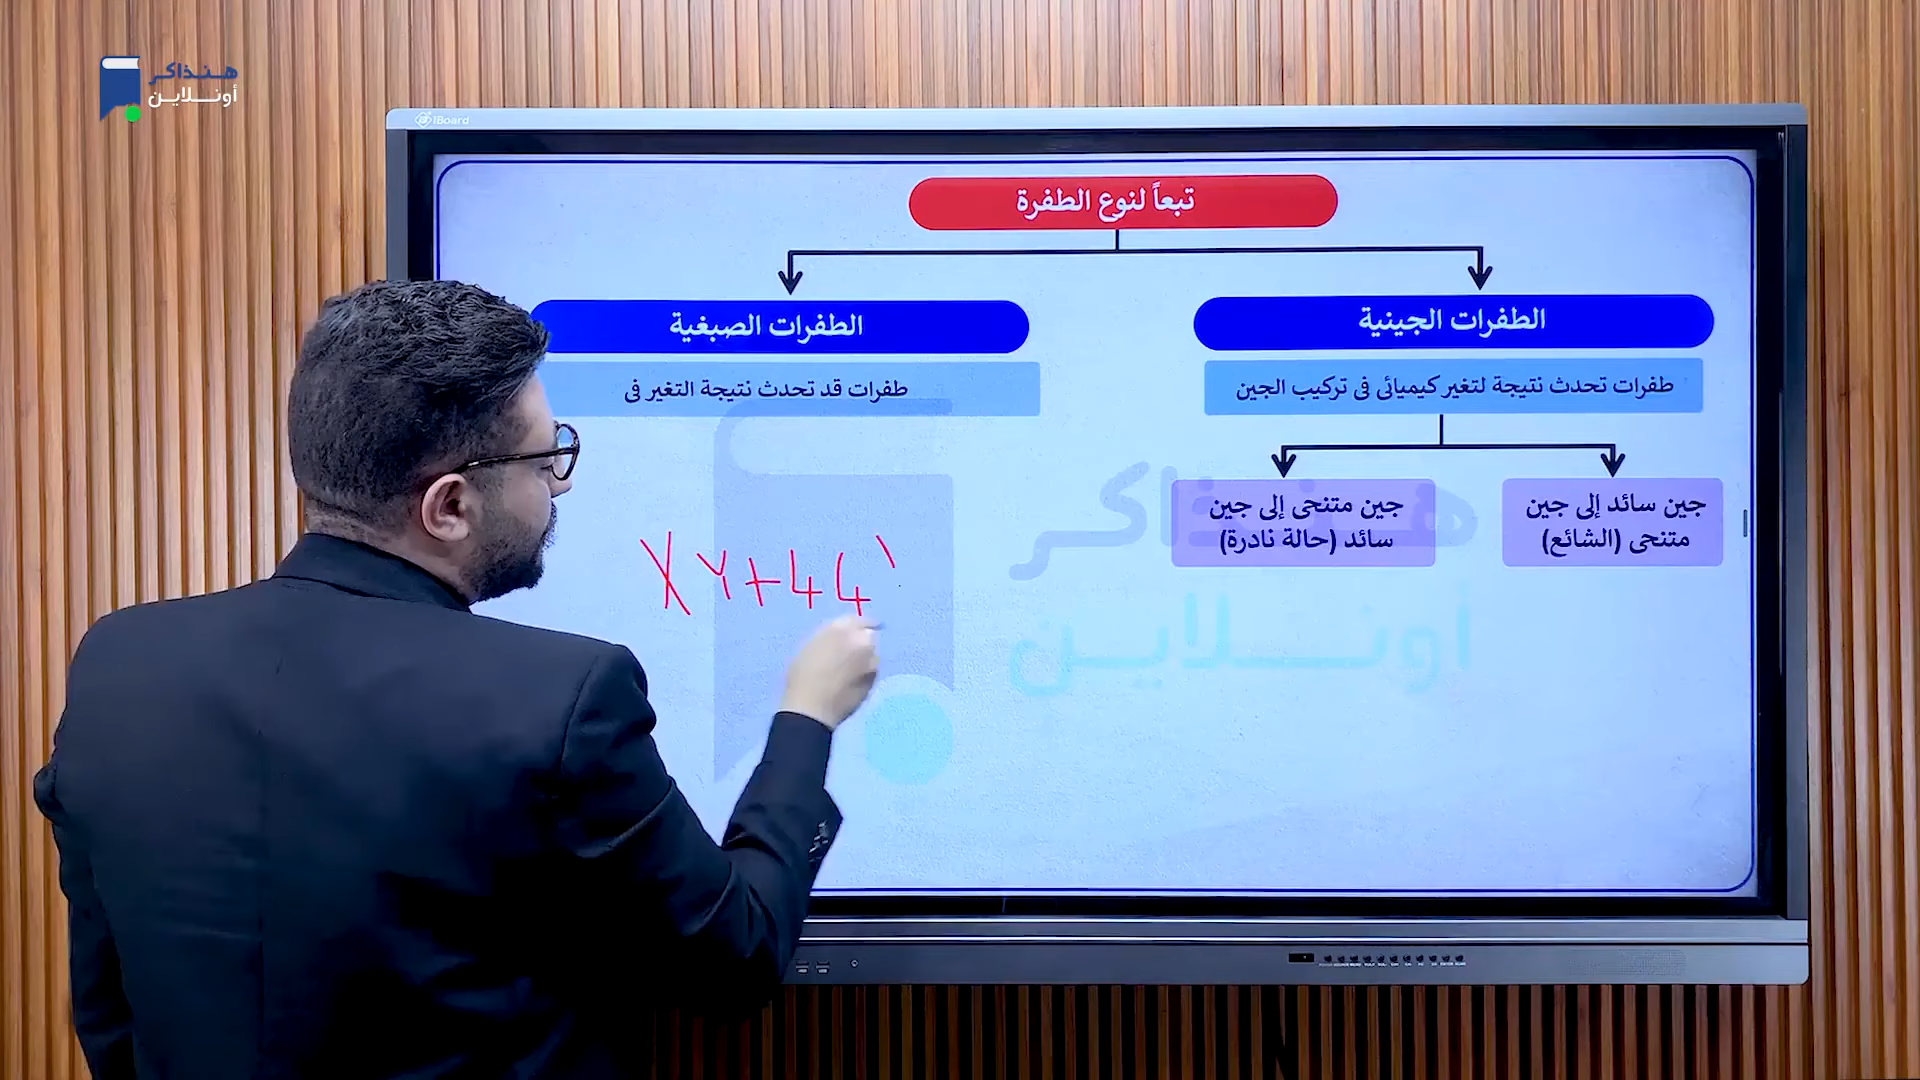 هنذاكر
أونلاين
iBoard
تبعاً لنوع الطفرة
الطفرات الجينية
طفرات تحدث نتيجة لتغير كيميائى فى تركيب الجين
جين سائد إلى جين
متنحى (الشائع)
جين متنحى إلى جين
سائد (حالة نادرة)
الطفرات الصبغية
طفرات قد تحدث نتيجة التغير فى
XY+44
هنذاكر
أونلاين